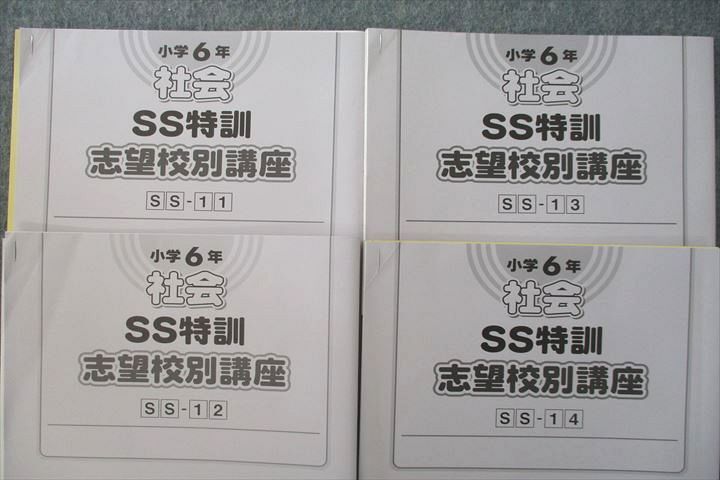 小学6年
社会
SS特訓
志望校別講座
SS-11
小学6年
社会
SS特訓
志望校別講座
SS-13
小学6年
社会
SS特訓
志望校別講座
SS-12
小学6年
社会
SS特訓
志望校別講座
SS-14